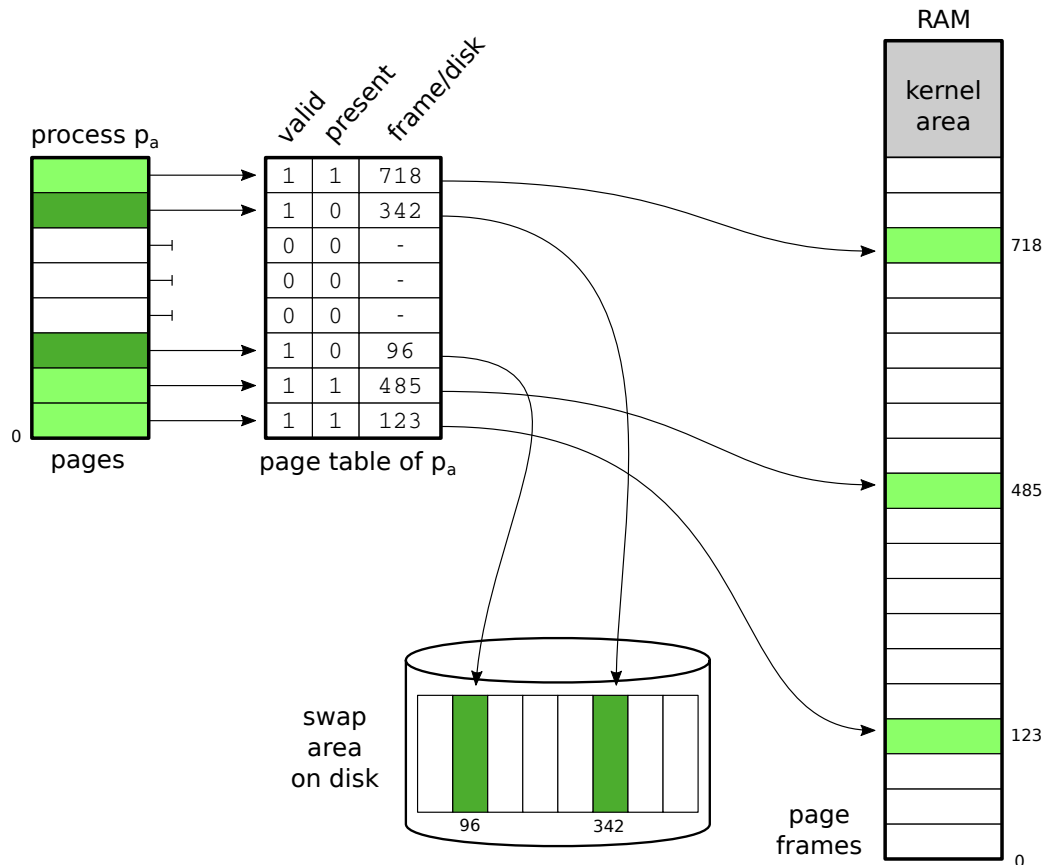 RAM
kernel
area
valid
present
frame/disk
process pₐ
1 1 718
1 0 342
0 0 -
0 0 -
0 0 -
1 0 96
1 1 485
1 1 123
0
pages
page table of pₐ
718
485
123
0
swap
area
on disk
96
342
page
frames